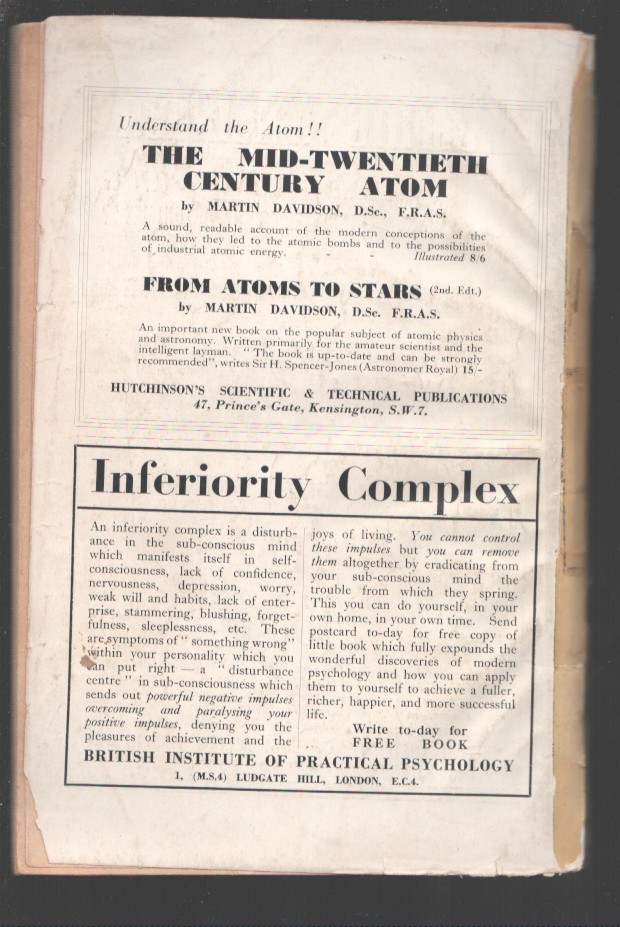 Understand the Atom!!
THE MID-TWENTIETH
CENTURY ATOM
by MARTIN DAVIDSON, D.Sc., F.R.A.S.
A sound, readable account of the modern conceptions of the
atom, how they led to the atomic bombs and to the possibilities
of industrial atomic energy. - - Illustrated 8/6
FROM ATOMS TO STARS (2nd. Edt.)
by MARTIN DAVIDSON, D.Sc. F.R.A.S.
An important new book on the popular subject of atomic physics
and astronomy. Written primarily for the amateur scientist and the
intelligent layman. "The book is up-to-date and can be strongly
recommended", writes Sir H. Spencer-Jones (Astronomer Royal) 15/-
HUTCHINSON'S SCIENTIFIC & TECHNICAL PUBLICATIONS
47, Prince's Gate, Kensington, S.W.7.
Inferiority Complex
An inferiority complex is a disturb-
ance in the sub-conscious mind
which manifests itself in self-
consciousness, lack of confidence,
nervousness, depression, worry,
weak will and habits, lack of enter-
prise, stammering, blushing, forget-
fulness, sleeplessness, etc. These
are symptoms of "something wrong"
within your personality which you
can put right — a "disturbance
centre" in sub-consciousness which
sends out powerful negative impulses
overcoming and paralysing your
positive impulses, denying you the
pleasures of achievement and the
joys of living. You cannot control
these impulses but you can remove
them altogether by eradicating from
your sub-conscious mind the
trouble from which they spring.
This you can do yourself, in your
own home, in your own time. Send
postcard to-day for free copy of
little book which fully expounds the
wonderful discoveries of modern
psychology and how you can apply
them to yourself to achieve a fuller,
richer, happier, and more successful
life.
Write to-day for
FREE BOOK
BRITISH INSTITUTE OF PRACTICAL PSYCHOLOGY
1, (M.S.4) LUDGATE HILL, LONDON, E.C.4.